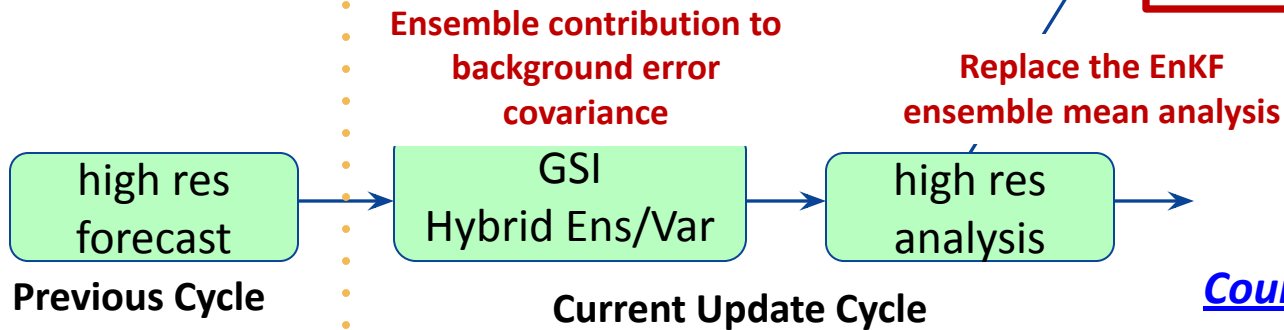 Ensemble contribution to
background error
covariance
Replace the EnKF
ensemble mean analysis
high res
forecast
GSI
Hybrid Ens/Var
high res
analysis
Previous Cycle
Current Update Cycle